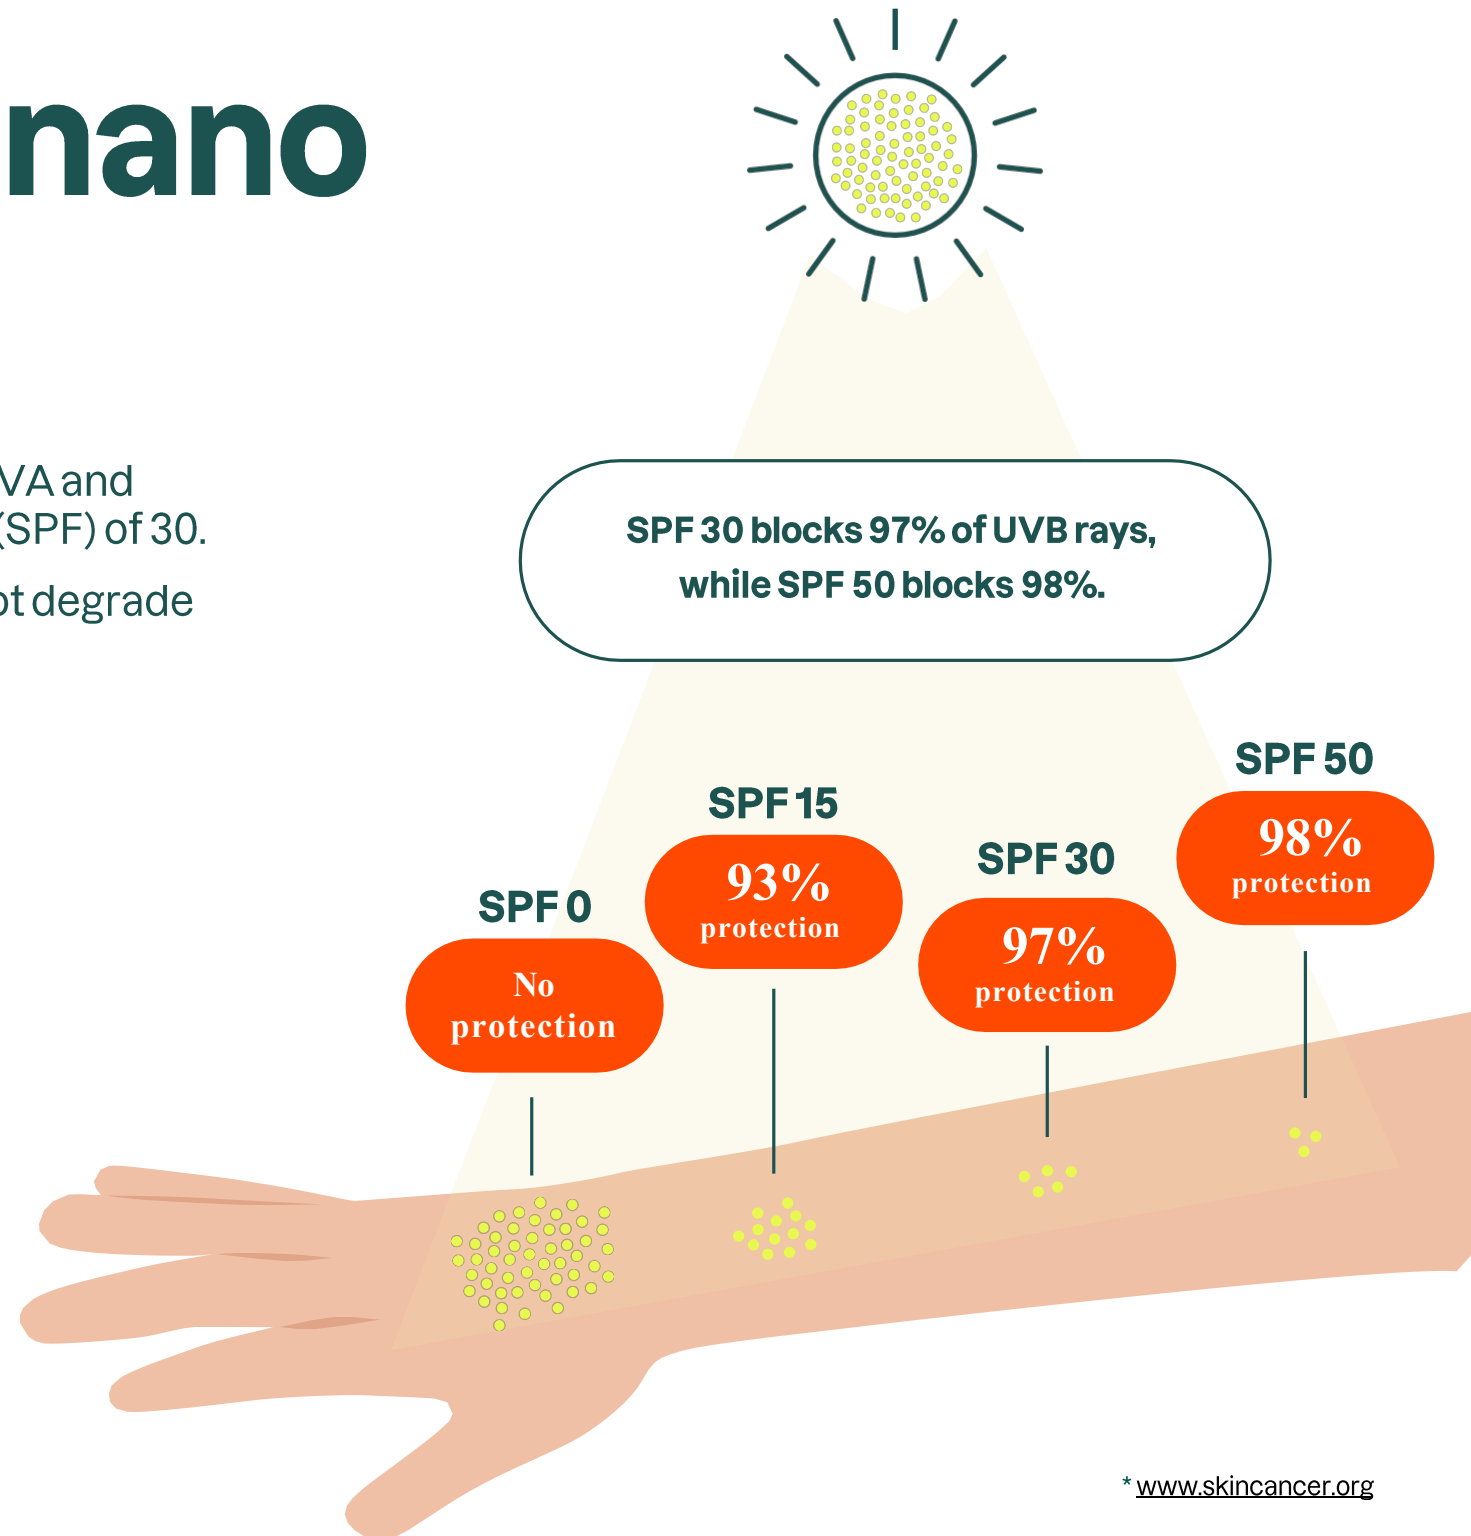 nano
VA and
(SPF) of 30.
ot degrade
SPF 30 blocks 97% of UVB rays,
while SPF 50 blocks 98%.
SPF 50
98%
protection
SPF 15
93%
protection
SPF 30
97%
protection
SPF 0
No
protection
* www.skincancer.org